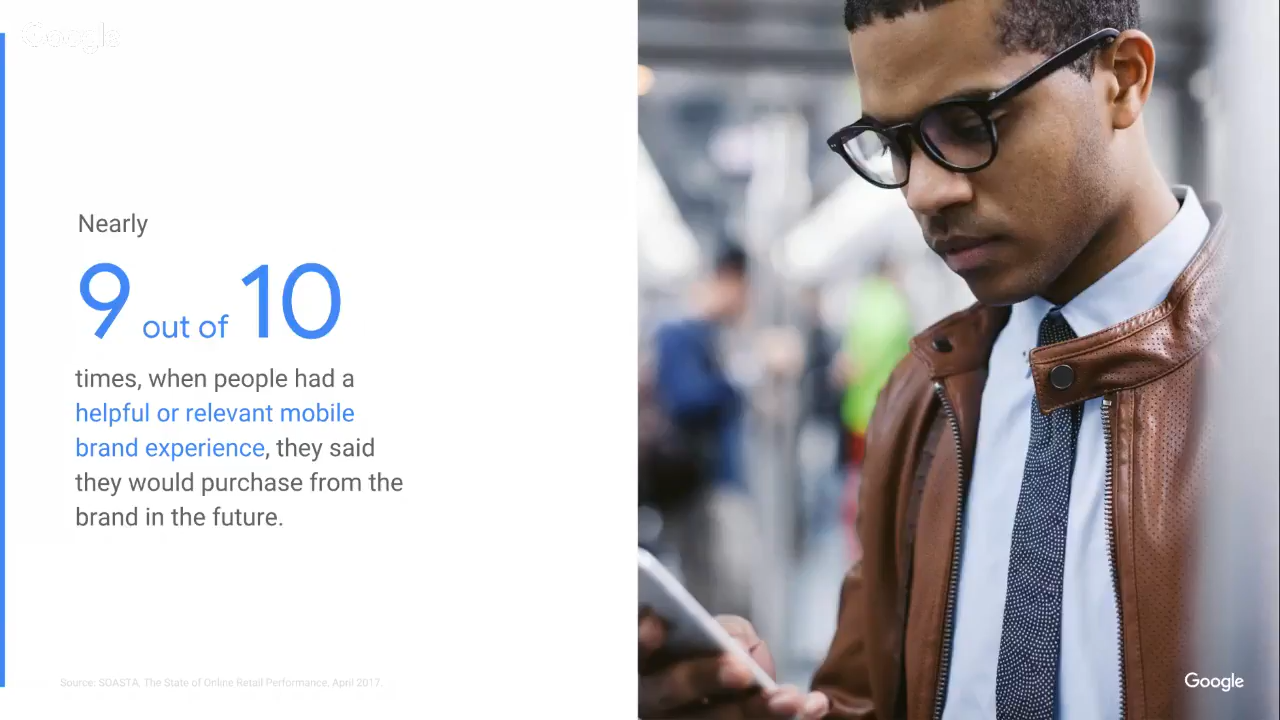 Google
Nearly
9 out of 10
times, when people had a
helpful or relevant mobile
brand experience, they said
they would purchase from the
brand in the future.
Source: SOASTA, The State of Online Retail Performance, April 2017.
Google